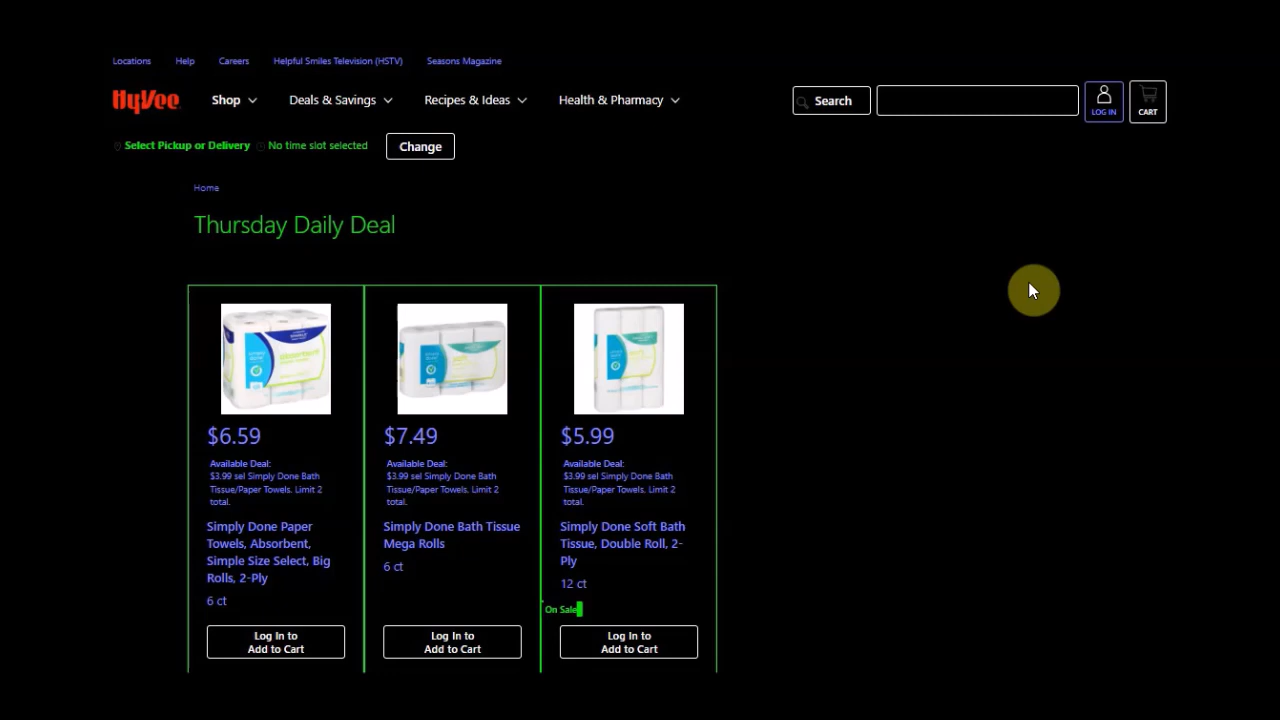 Locations Help Careers Helpful Smiles Television (HSTV) Seasons Magazine
HyVee Shop Deals & Savings Recipes & Ideas Health & Pharmacy Search LOG IN CART
Select Pickup or Delivery No time slot selected Change
Home
Thursday Daily Deal
$6.59
Available Deal:
$3.99 sel Simply Done Bath
Tissue/Paper Towels. Limit 2
total.
Simply Done Paper
Towels, Absorbent,
Simple Size Select, Big
Rolls, 2-Ply
6 ct
Log In to
Add to Cart
$7.49
Available Deal:
$3.99 sel Simply Done Bath
Tissue/Paper Towels. Limit 2
total.
Simply Done Bath Tissue
Mega Rolls
6 ct
Log In to
Add to Cart
$5.99
Available Deal:
$3.99 sel Simply Done Bath
Tissue/Paper Towels. Limit 2
total.
Simply Done Soft Bath
Tissue, Double Roll, 2-
Ply
12 ct
On Sale
Log In to
Add to Cart